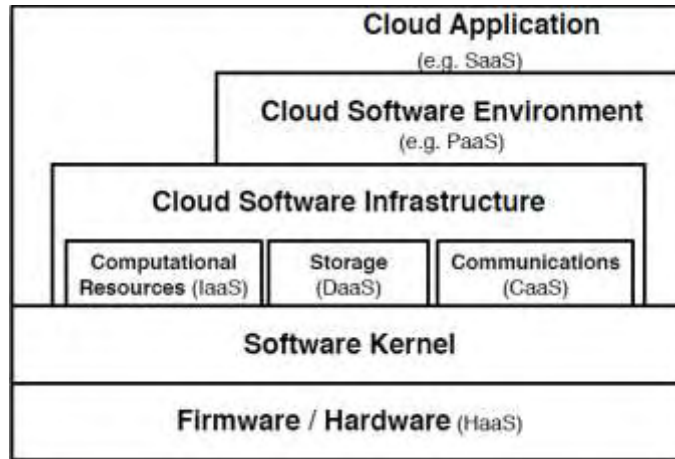 Cloud Application
(e.g. SaaS)
Cloud Software Environment
(e.g. PaaS)
Cloud Software Infrastructure
Computational
Resources (IaaS)
Storage
(DaaS)
Communications
(CaaS)
Software Kernel
Firmware / Hardware (HaaS)